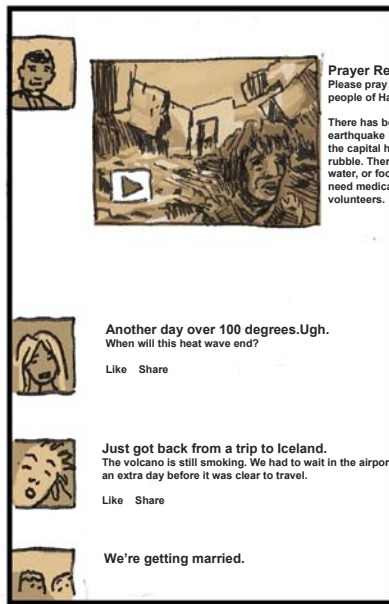 Prayer Re
Please pray
people of Ha
There has be
earthquake
the capital h
rubble. Ther
water, or foo
need medica
volunteers.
Another day over 100 degrees.Ugh.
When will this heat wave end?
Like Share
Just got back from a trip to Iceland.
The volcano is still smoking. We had to wait in the airpor
an extra day before it was clear to travel.
Like Share
We’re getting married.